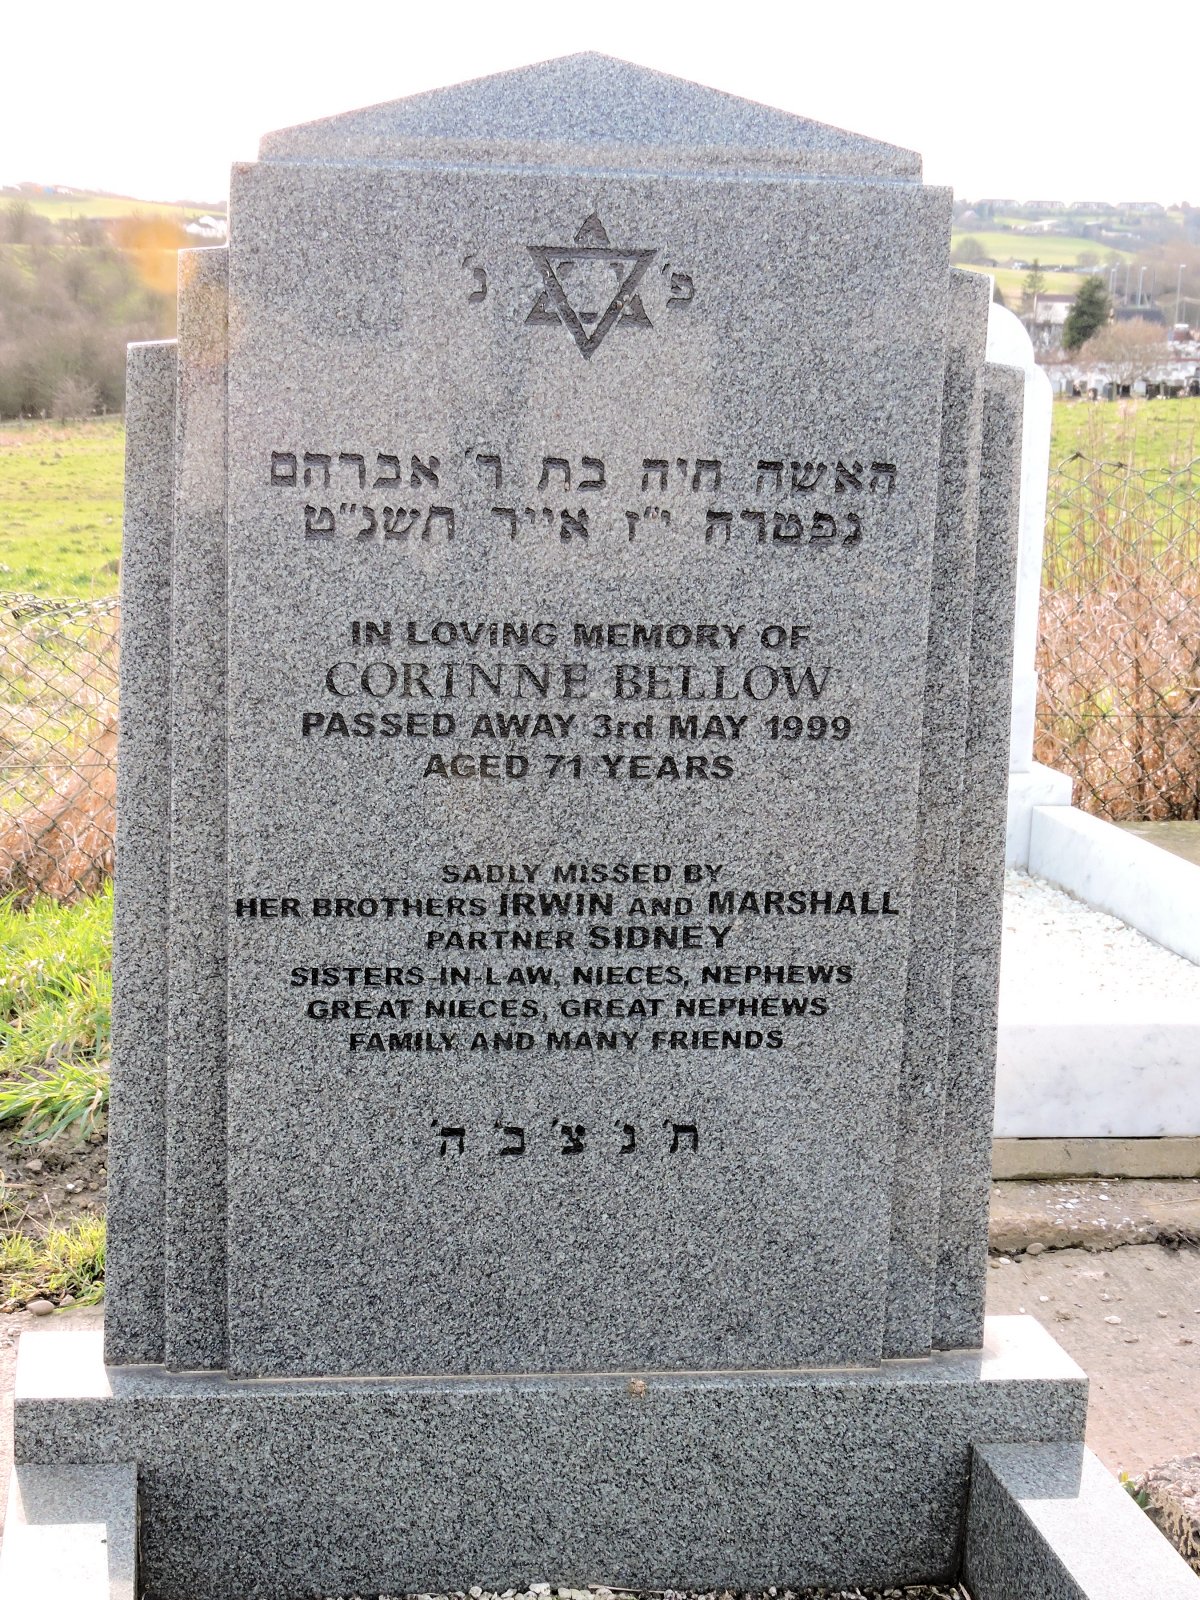 פ׳ נ׳
האשה חיה בת ר׳ אברהם
נפטרה י״ז אייר תשנ״ט
IN LOVING MEMORY OF
CORINNE BELLOW
PASSED AWAY 3rd MAY 1999
AGED 71 YEARS
SADLY MISSED BY
HER BROTHERS IRWIN AND MARSHALL
PARTNER SIDNEY
SISTERS-IN-LAW, NIECES, NEPHEWS
GREAT NIECES, GREAT NEPHEWS
FAMILY AND MANY FRIENDS
ת׳ נ׳ צ׳ ב׳ ה׳